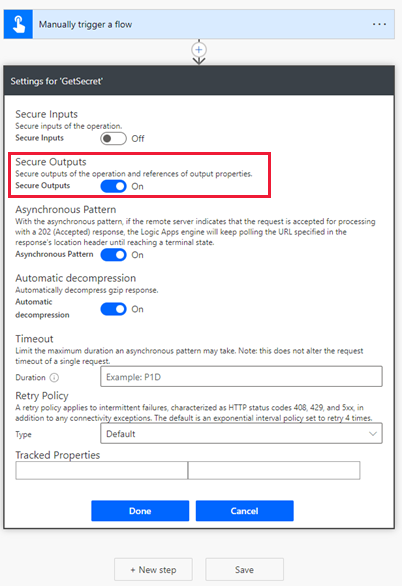 Manually trigger a flow
Settings for 'GetSecret'
Secure Inputs
Secure inputs of the operation.
Secure Inputs Off
Secure Outputs
Secure outputs of the operation and references of output properties.
Secure Outputs On
Asynchronous Pattern
With the asynchronous pattern, if the remote server indicates that the request is accepted for processing
with a 202 (Accepted) response, the Logic Apps engine will keep polling the URL specified in the
response's location header until reaching a terminal state.
Asynchronous Pattern On
Automatic decompression
Automatically decompress gzip response.
Automatic
decompression On
Timeout
Limit the maximum duration an asynchronous pattern may take. Note: this does not alter the request
timeout of a single request.
Duration Example: P1D
Retry Policy
A retry policy applies to intermittent failures, characterized as HTTP status codes 408, 429, and 5xx, in
addition to any connectivity exceptions. The default is an exponential interval policy set to retry 4 times.
Type Default
Tracked Properties
Done Cancel
+ New step Save